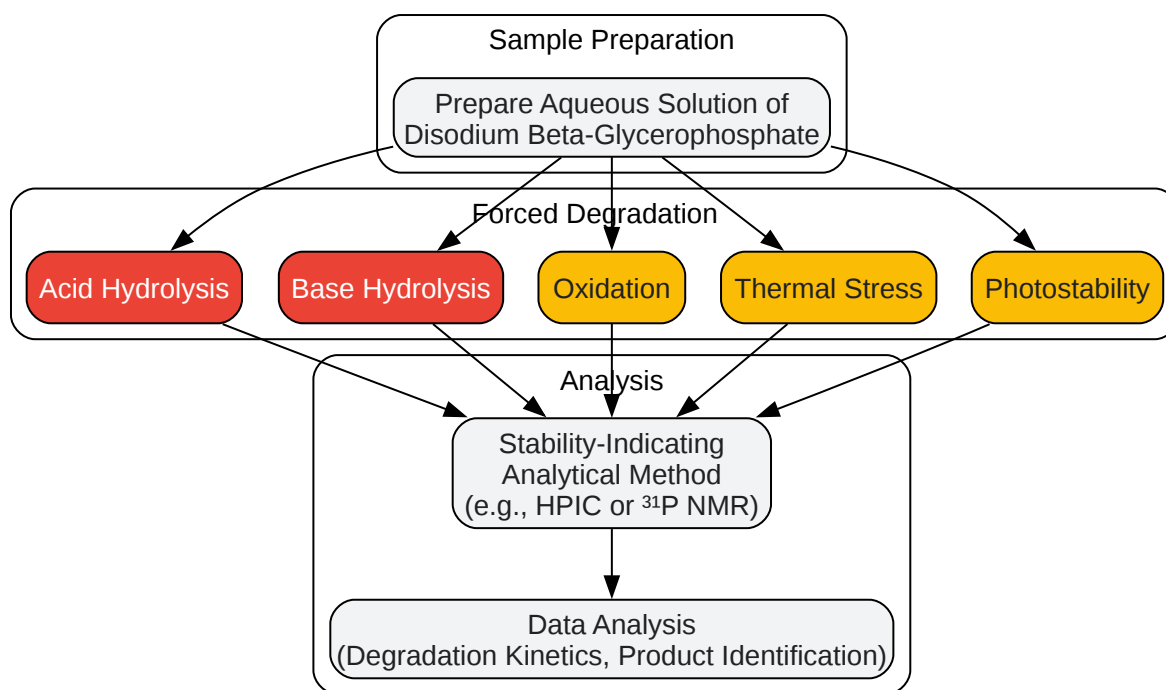 Sample Preparation
Prepare Aqueous Solution of
Disodium Beta-Glycerophosphate
Forced Degradation
Acid Hydrolysis
Base Hydrolysis
Oxidation
Thermal Stress
Photostability
Analysis
Stability-Indicating
Analytical Method
(e.g., HPIC or ³¹P NMR)
Data Analysis
(Degradation Kinetics, Product Identification)